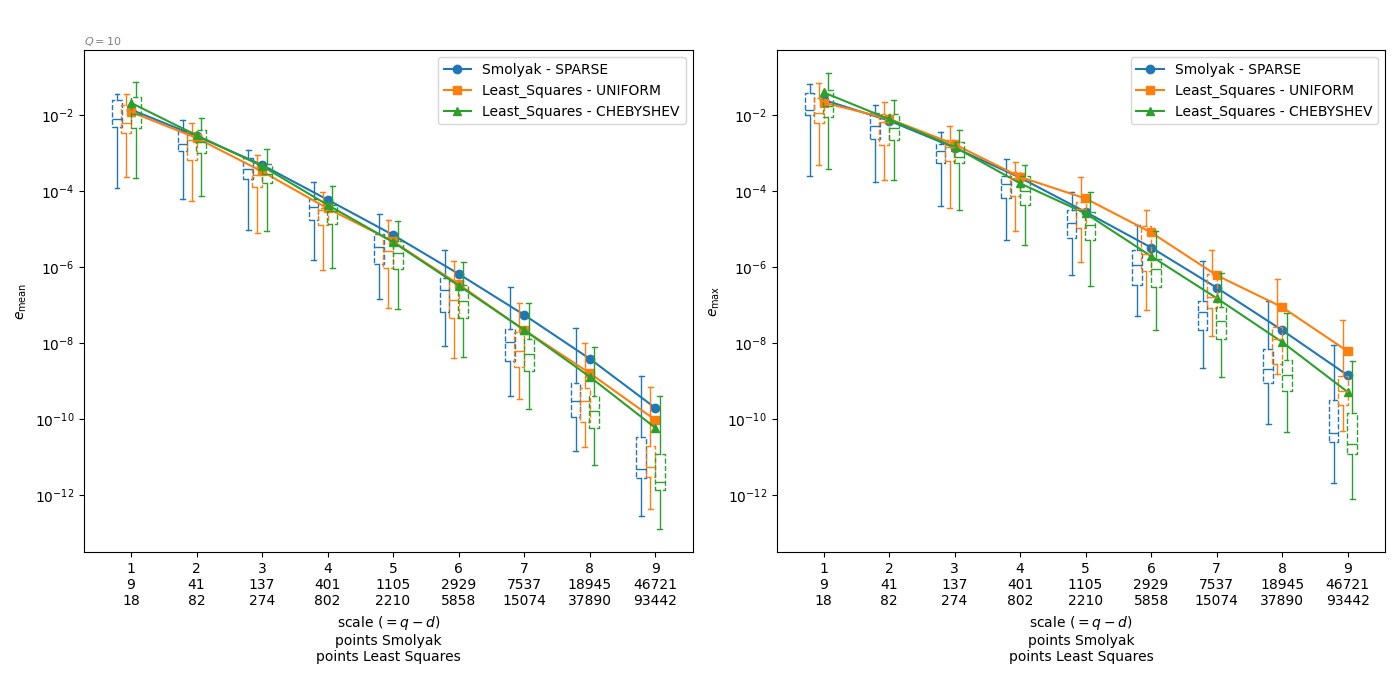 Q = 10
Smolyak - SPARSE
Least_Squares - UNIFORM
Least_Squares - CHEBYSHEV
10⁻²
10⁻⁴
10⁻⁶
10⁻⁸
10⁻¹⁰
10⁻¹²
e_mean
1 2 3 4 5 6 7 8 9
9 41 137 401 1105 2929 7537 18945 46721
18 82 274 802 2210 5858 15074 37890 93442
scale (= q − d)
points Smolyak
points Least Squares
Smolyak - SPARSE
Least_Squares - UNIFORM
Least_Squares - CHEBYSHEV
10⁻²
10⁻⁴
10⁻⁶
10⁻⁸
10⁻¹⁰
10⁻¹²
e_max
1 2 3 4 5 6 7 8 9
9 41 137 401 1105 2929 7537 18945 46721
18 82 274 802 2210 5858 15074 37890 93442
scale (= q − d)
points Smolyak
points Least Squares